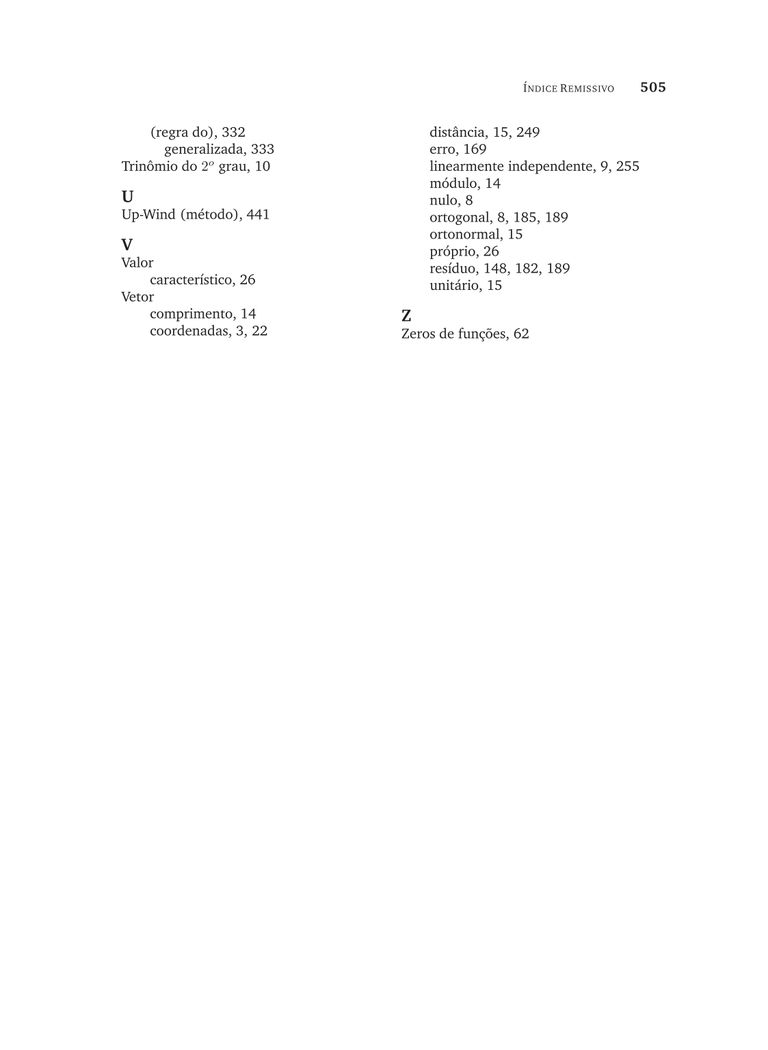 ÍNDICE REMISSIVO 505
(regra do), 332
generalizada, 333
Trinômio do 2º grau, 10
U
Up-Wind (método), 441
V
Valor
característico, 26
Vetor
comprimento, 14
coordenadas, 3, 22
distância, 15, 249
erro, 169
linearmente independente, 9, 255
módulo, 14
nulo, 8
ortogonal, 8, 185, 189
ortonormal, 15
próprio, 26
resíduo, 148, 182, 189
unitário, 15
Z
Zeros de funções, 62